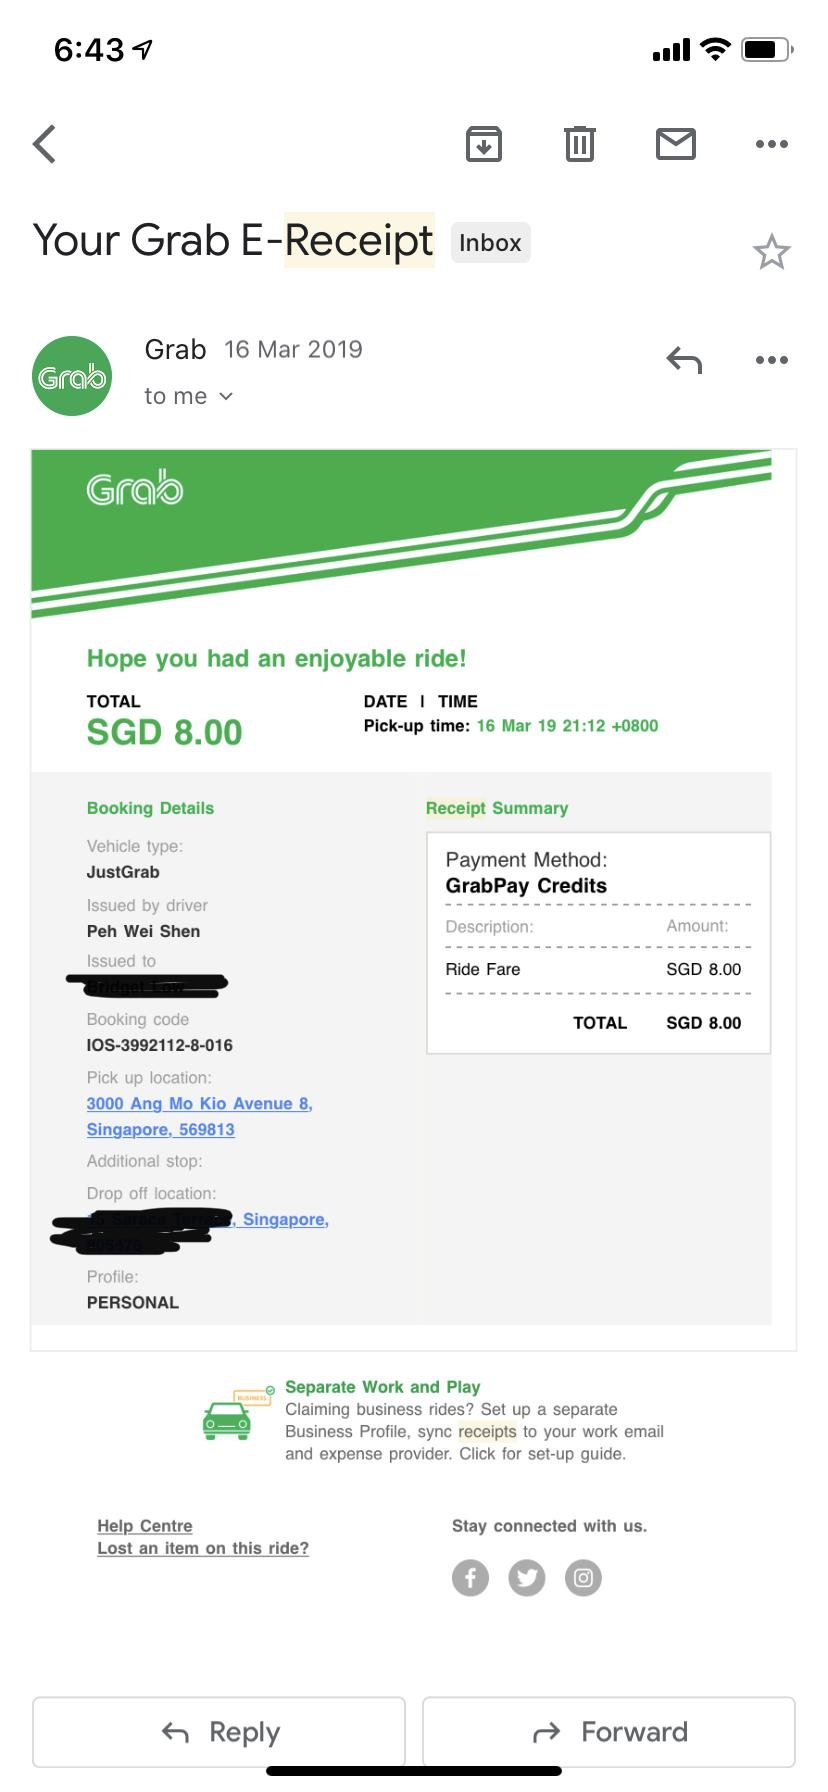 6:43
Your Grab E-Receipt Inbox
Grab 16 Mar 2019
Grab
to me
Grab
Hope you had an enjoyable ride!
TOTAL DATE | TIME
SGD 8.00 Pick-up time: 16 Mar 19 21:12 +0800
Booking Details
Vehicle type:
JustGrab
Issued by driver
Peh Wei Shen
Issued to
Booking code
IOS-3992112-8-016
Pick up location:
3000 Ang Mo Kio Avenue 8,
Singapore, 569813
Additional stop:
Drop off location:
, Singapore,
Profile:
PERSONAL
Receipt Summary
Payment Method:
GrabPay Credits
Description: Amount:
Ride Fare SGD 8.00
TOTAL SGD 8.00
BUSINESS
Separate Work and Play
Claiming business rides? Set up a separate
Business Profile, sync receipts to your work email
and expense provider. Click for set-up guide.
Help Centre
Lost an item on this ride?
Stay connected with us.
Reply
Forward